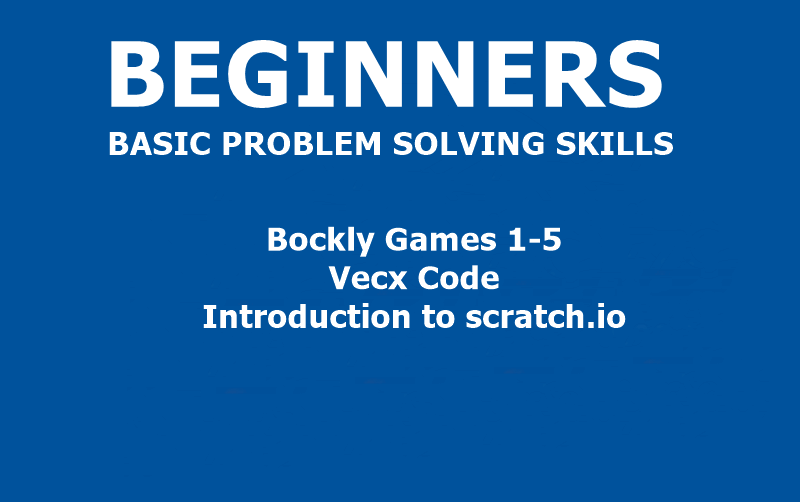 BEGINNERS
BASIC PROBLEM SOLVING SKILLS
Bockly Games 1-5
Vecx Code
Introduction to scratch.io